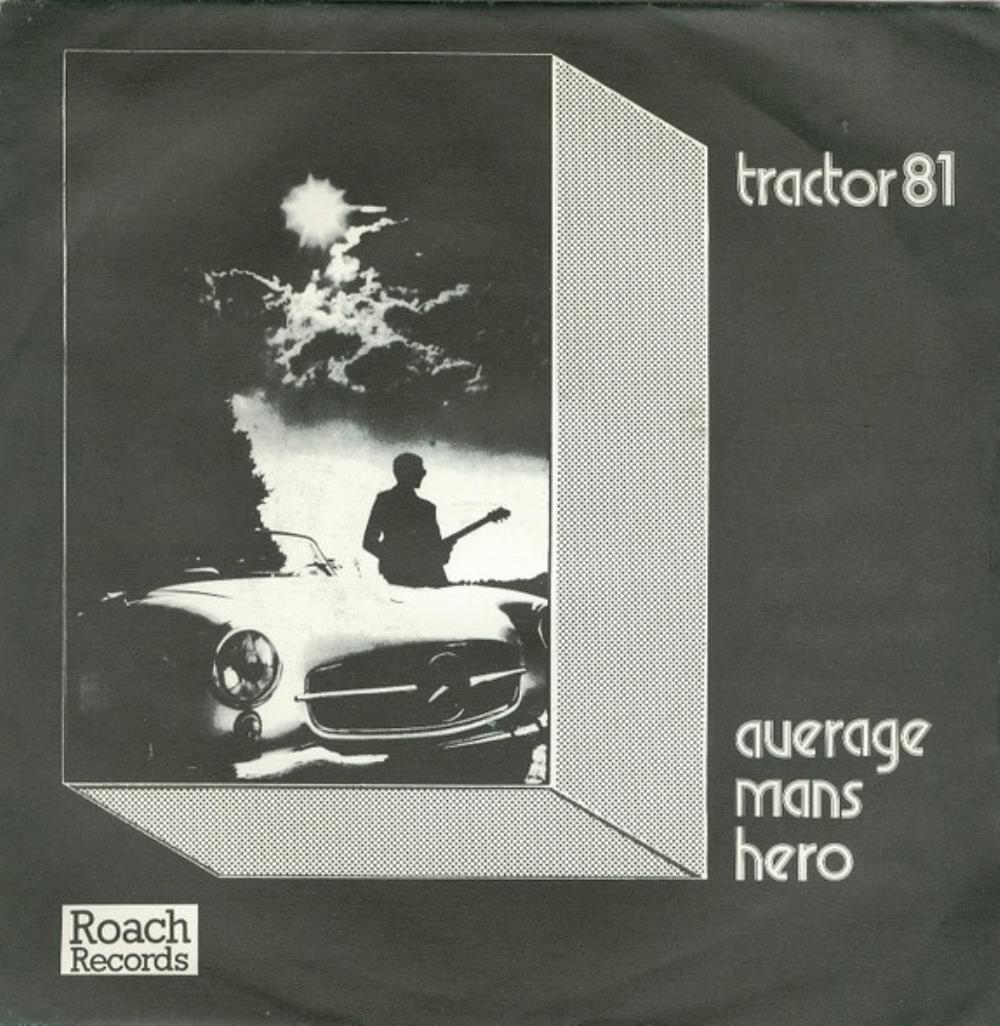 tractor 81
average
mans
hero
Roach
Records